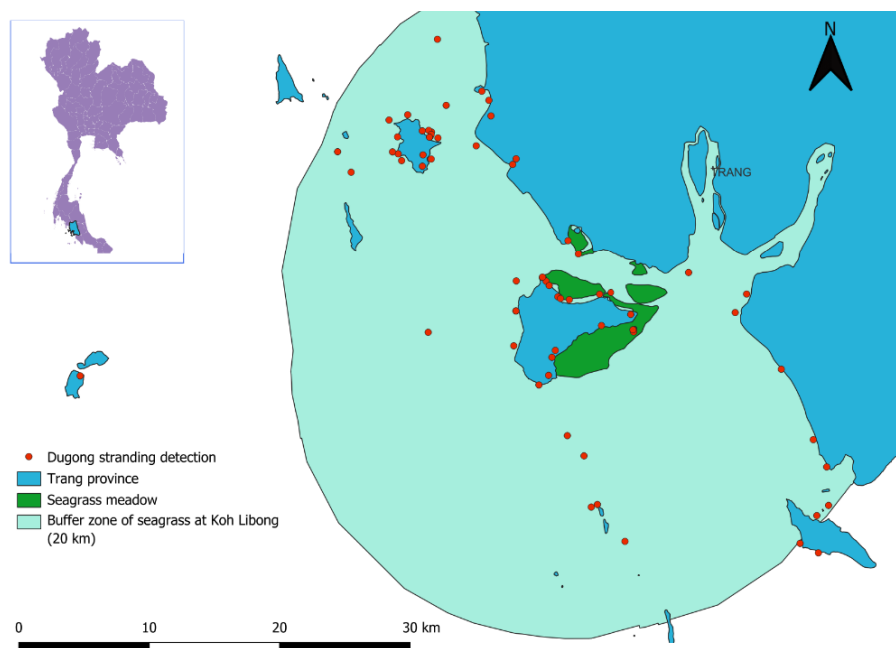 N
TRANG
Dugong stranding detection
Trang province
Seagrass meadow
Buffer zone of seagrass at Koh Libong
(20 km)
0 10 20 30 km